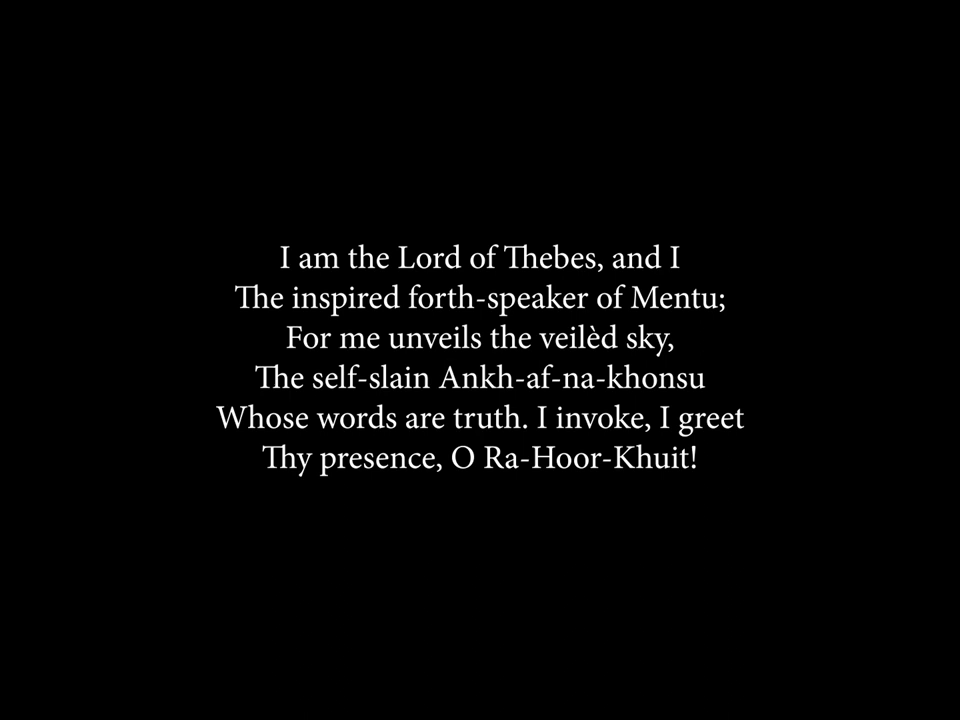 I am the Lord of Thebes, and I
The inspired forth-speaker of Mentu;
For me unveils the veilèd sky,
The self-slain Ankh-af-na-khonsu
Whose words are truth. I invoke, I greet
Thy presence, O Ra-Hoor-Khuit!